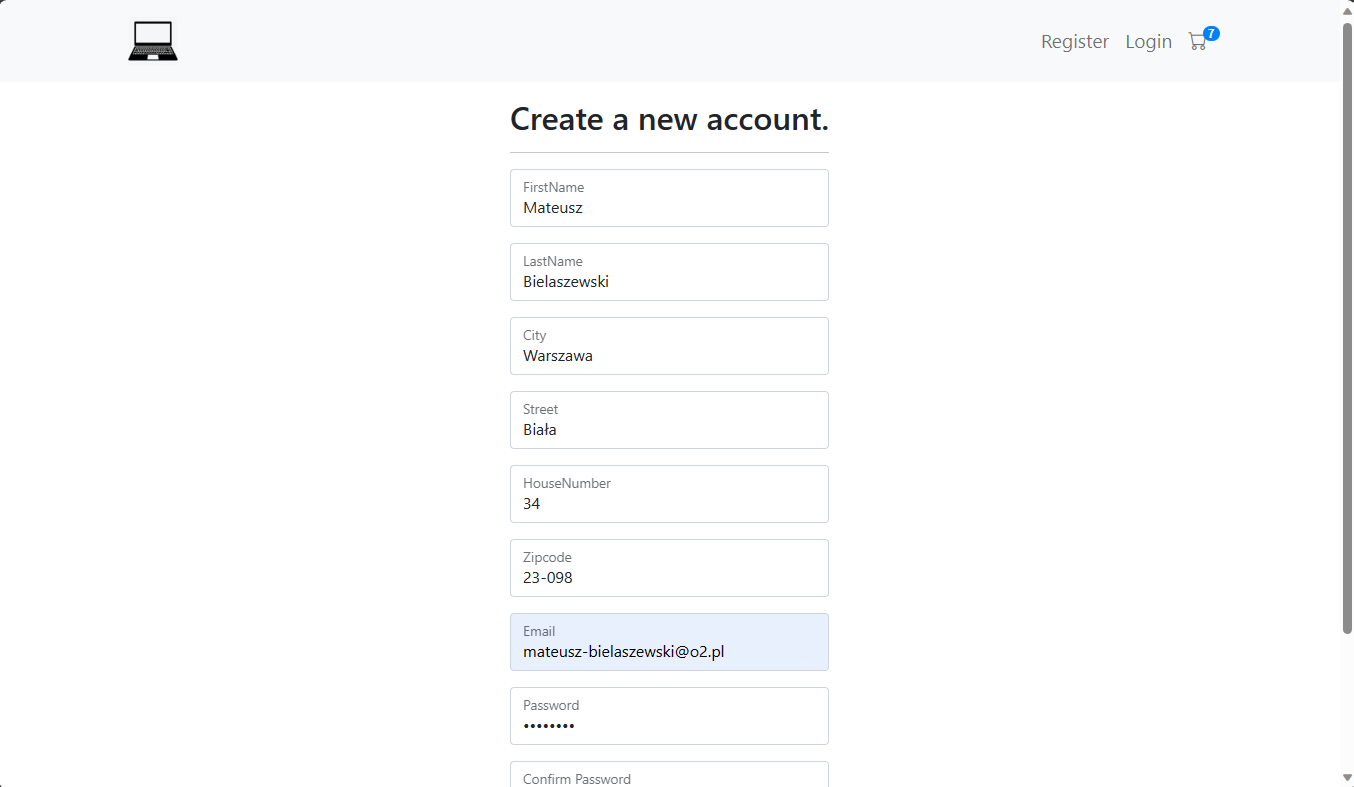 Register Login 7
Create a new account.
FirstName
Mateusz
LastName
Bielaszewski
City
Warszawa
Street
Biała
HouseNumber
34
Zipcode
23-098
Email
mateusz-bielaszewski@o2.pl
Password
••••••••
Confirm Password